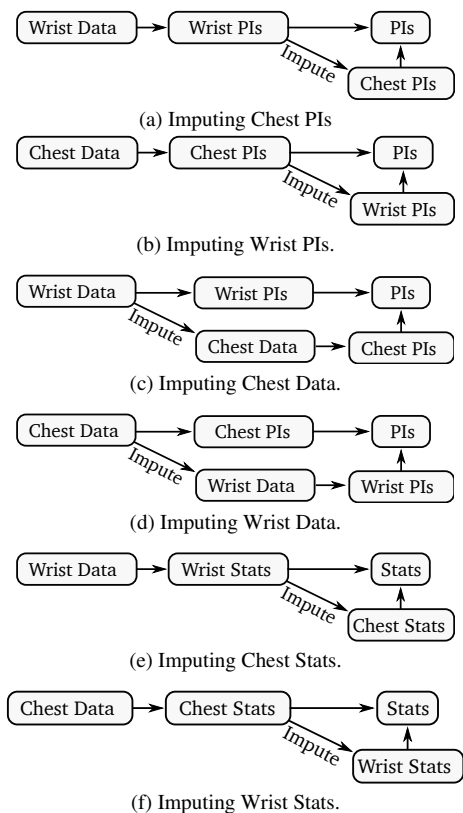 Wrist Data Wrist PIs PIs
Impute
Chest PIs
(a) Imputing Chest PIs
Chest Data Chest PIs PIs
Impute
Wrist PIs
(b) Imputing Wrist PIs.
Wrist Data Wrist PIs PIs
Impute
Chest Data Chest PIs
(c) Imputing Chest Data.
Chest Data Chest PIs PIs
Impute
Wrist Data Wrist PIs
(d) Imputing Wrist Data.
Wrist Data Wrist Stats Stats
Impute
Chest Stats
(e) Imputing Chest Stats.
Chest Data Chest Stats Stats
Impute
Wrist Stats
(f) Imputing Wrist Stats.